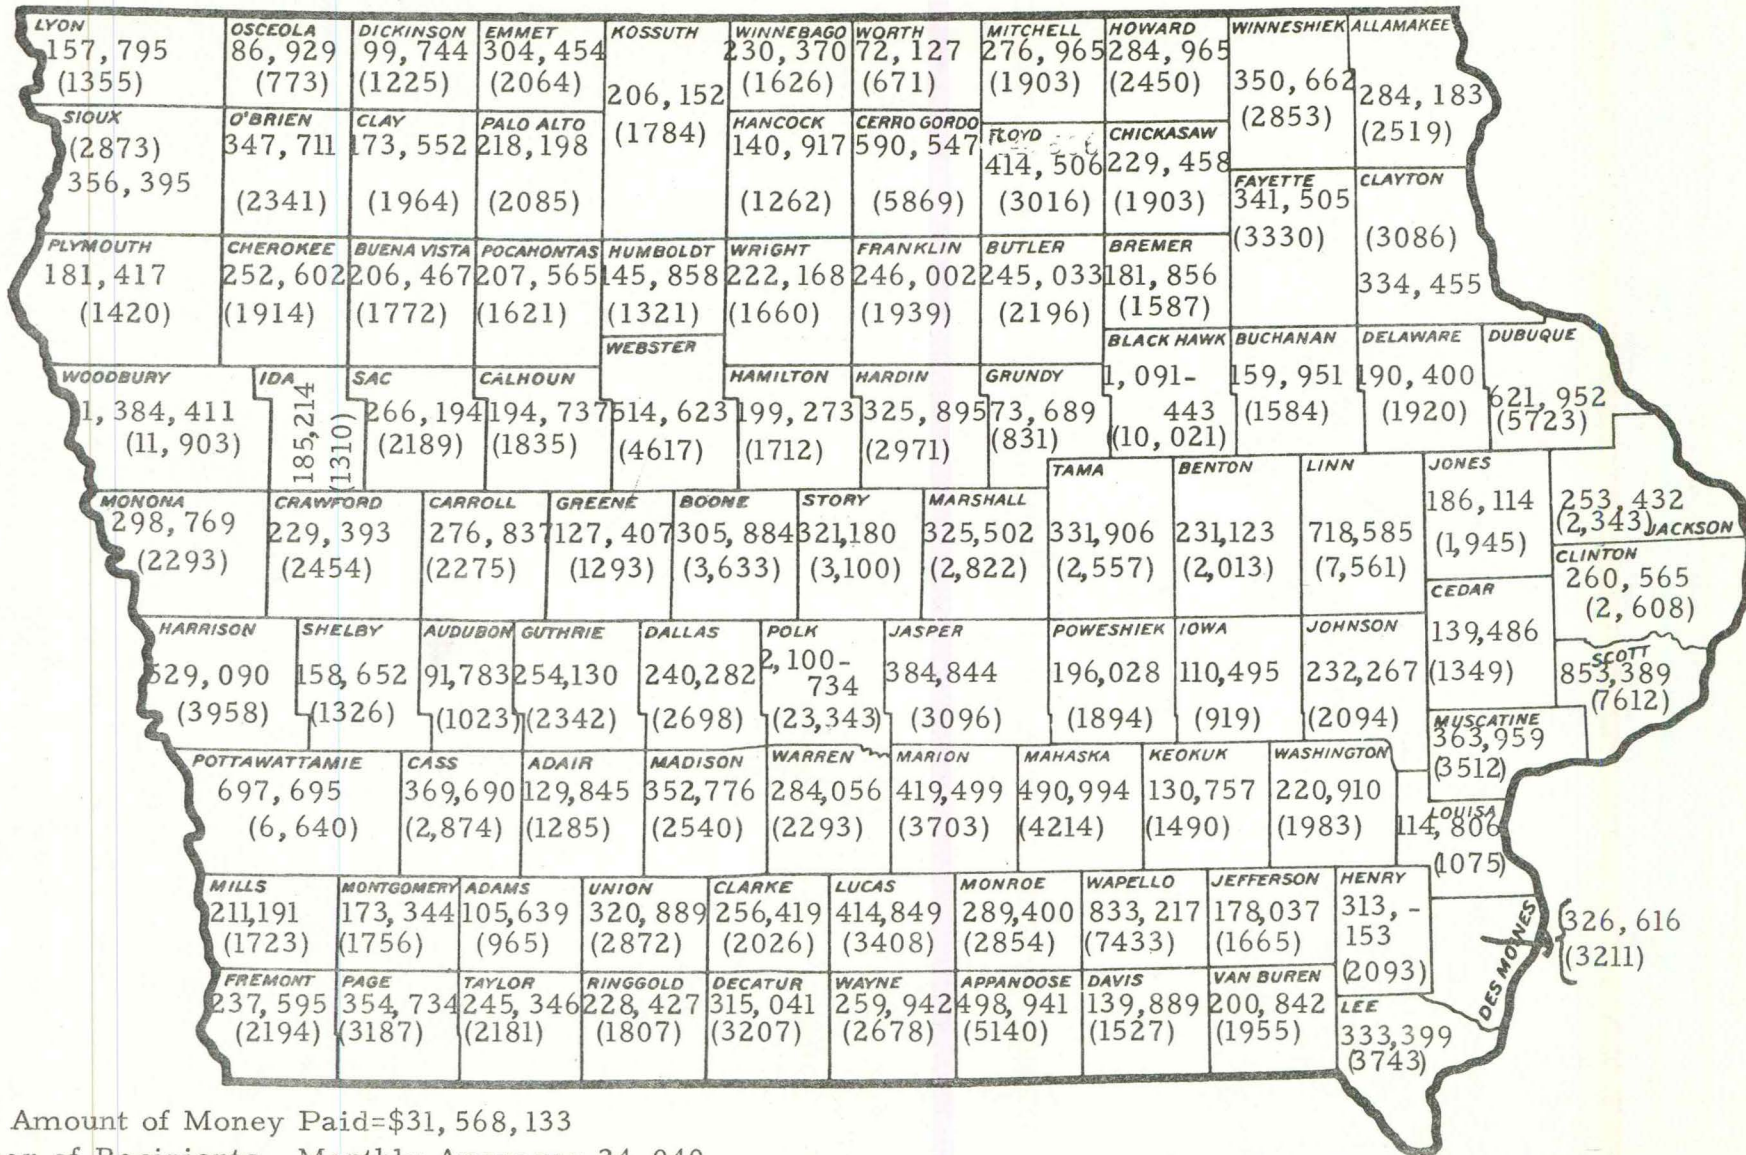 LYON
157,795
(1355)
OSCEOLA
86,929
(773)
DICKINSON
99,744
(1225)
EMMET
304,454
(2064)
KOSSUTH
206,152
(1784)
WINNEBAGO
230,370
(1626)
WORTH
72,127
(671)
MITCHELL
276,965
(1903)
HOWARD
284,965
(2450)
WINNESHIEK
350,662
(2853)
ALLAMAKEE
284,183
(2519)
SIOUX
(2873)
356,395
O'BRIEN
347,711
(2341)
CLAY
173,552
(1964)
PALO ALTO
218,198
(2085)
HANCOCK
140,917
(1262)
CERRO GORDO
590,547
(5869)
FLOYD
414,506
(3016)
CHICKASAW
229,458
(1903)
FAYETTE
341,505
(3330)
CLAYTON
(3086)
334,455
PLYMOUTH
181,417
(1420)
CHEROKEE
252,602
(1914)
BUENA VISTA
206,467
(1772)
POCAHONTAS
207,565
(1621)
HUMBOLDT
145,858
(1321)
WRIGHT
222,168
(1660)
FRANKLIN
246,002
(1939)
BUTLER
245,033
(2196)
BREMER
181,856
(1587)
WOODBURY
1,384,411
(11,903)
IDA
185,214
(1310)
SAC
266,194
(2189)
CALHOUN
194,737
(1835)
WEBSTER
514,623
(4617)
HAMILTON
199,273
(1712)
HARDIN
325,895
(2971)
GRUNDY
73,689
(831)
BLACK HAWK
1,091-
443
(10,021)
BUCHANAN
159,951
(1584)
DELAWARE
190,400
(1920)
DUBUQUE
621,952
(5723)
MONONA
298,769
(2293)
CRAWFORD
229,393
(2454)
CARROLL
276,837
(2275)
GREENE
127,407
(1293)
BOONE
305,884
(3,633)
STORY
321,180
(3,100)
MARSHALL
325,502
(2,822)
TAMA
331,906
(2,557)
BENTON
231,123
(2,013)
LINN
718,585
(7,561)
JONES
186,114
(1,945)
253,432
(2,343) JACKSON
CLINTON
260,565
(2,608)
CEDAR
139,486
(1349)
SCOTT
853,389
(7612)
HARRISON
529,090
(3958)
SHELBY
158,652
(1326)
AUDUBON
91,783
(1023)
GUTHRIE
254,130
(2342)
DALLAS
240,282
(2698)
POLK
2,100-
734
(23,343)
JASPER
384,844
(3096)
POWESHIEK
196,028
(1894)
IOWA
110,495
(919)
JOHNSON
232,267
(2094)
MUSCATINE
363,959
(3512)
POTTAWATTAMIE
697,695
(6,640)
CASS
369,690
(2,874)
ADAIR
129,845
(1285)
MADISON
352,776
(2540)
WARREN
284,056
(2293)
MARION
419,499
(3703)
MAHASKA
490,994
(4214)
KEOKUK
130,757
(1490)
WASHINGTON
220,910
(1983)
LOUISA
114,806
(1075)
MILLS
211,191
(1723)
MONTGOMERY
173,344
(1756)
ADAMS
105,639
(965)
UNION
320,889
(2872)
CLARKE
256,419
(2026)
LUCAS
414,849
(3408)
MONROE
289,400
(2854)
WAPELLO
833,217
(7433)
JEFFERSON
178,037
(1665)
HENRY
313,-
153
(2093)
DES MOINES
326,616
(3211)
FREMONT
237,595
(2194)
PAGE
354,734
(3187)
TAYLOR
245,346
(2181)
RINGGOLD
228,427
(1807)
DECATUR
315,041
(3207)
WAYNE
259,942
(2678)
APPANOOSE
498,941
(5140)
DAVIS
139,889
(1527)
VAN BUREN
200,842
(1955)
LEE
333,399
(3743)
Amount of Money Paid=$31,568,133